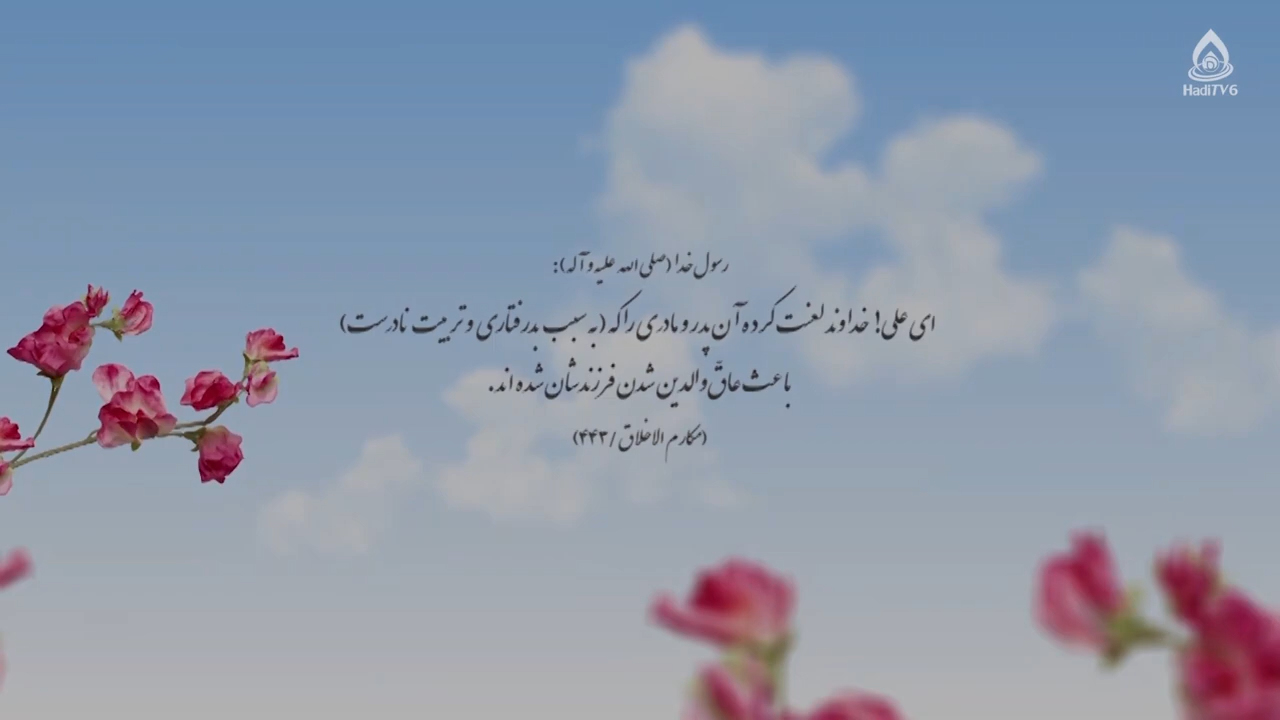 HadiTV6
رسول خدا (صلی الله علیه و آله):
ای علی! خداوند لعنت کرده آن پدر و مادری را که (به سبب بدرفتاری و تربیت نادرست)
باعث عاقّ والدین شدن فرزندشان شده اند.
(مکارم الاخلاق / ۴۴۳)